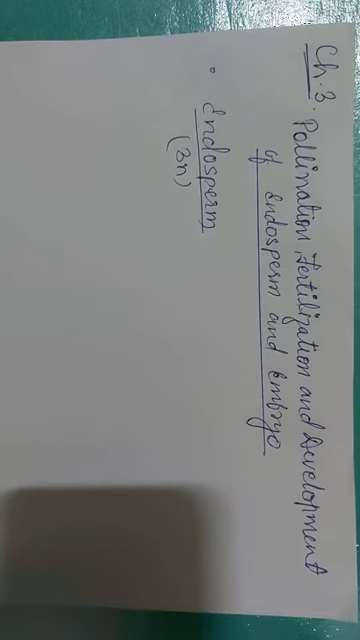 Ch.3. Pollination, Fertilization and Development
of Endosperm and Embryo
• Endosperm
(3n)